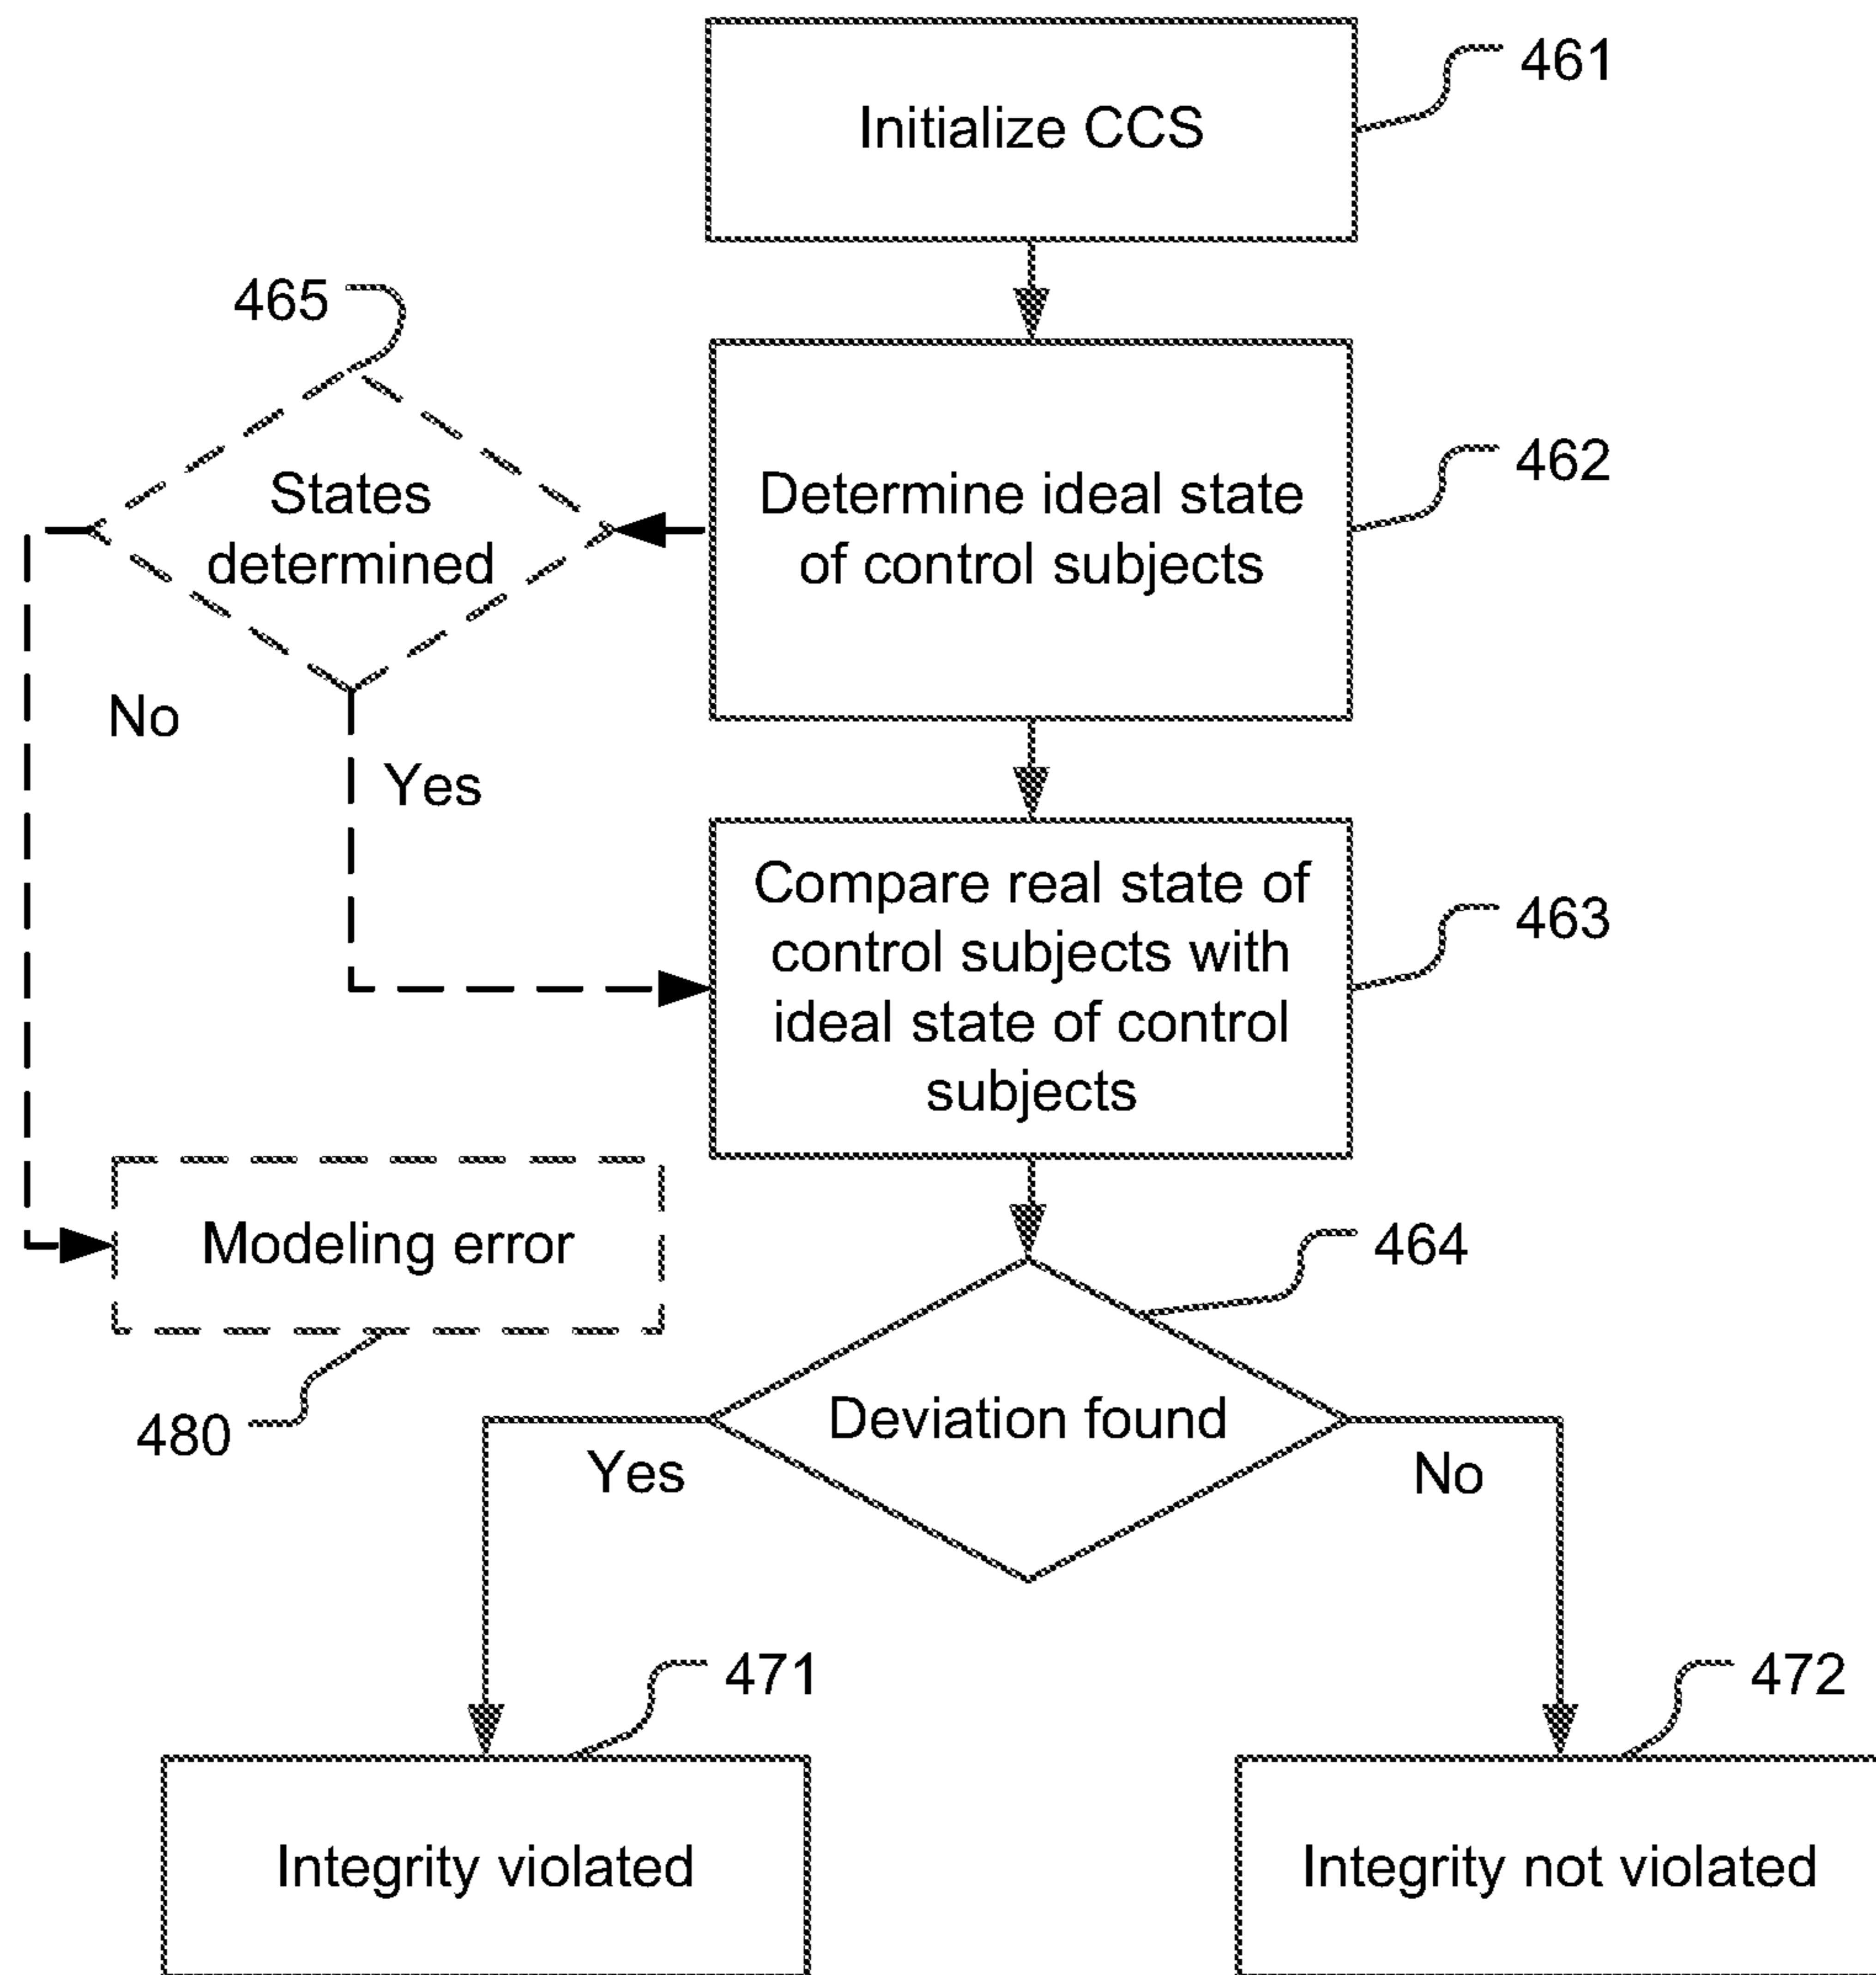 461
Initialize CCS
465
States
determined
462
Determine ideal state
of control subjects
No
Yes
463
Compare real state of
control subjects with
ideal state of control
subjects
Modeling error
480
464
Deviation found
Yes
No
471
472
Integrity violated
Integrity not violated